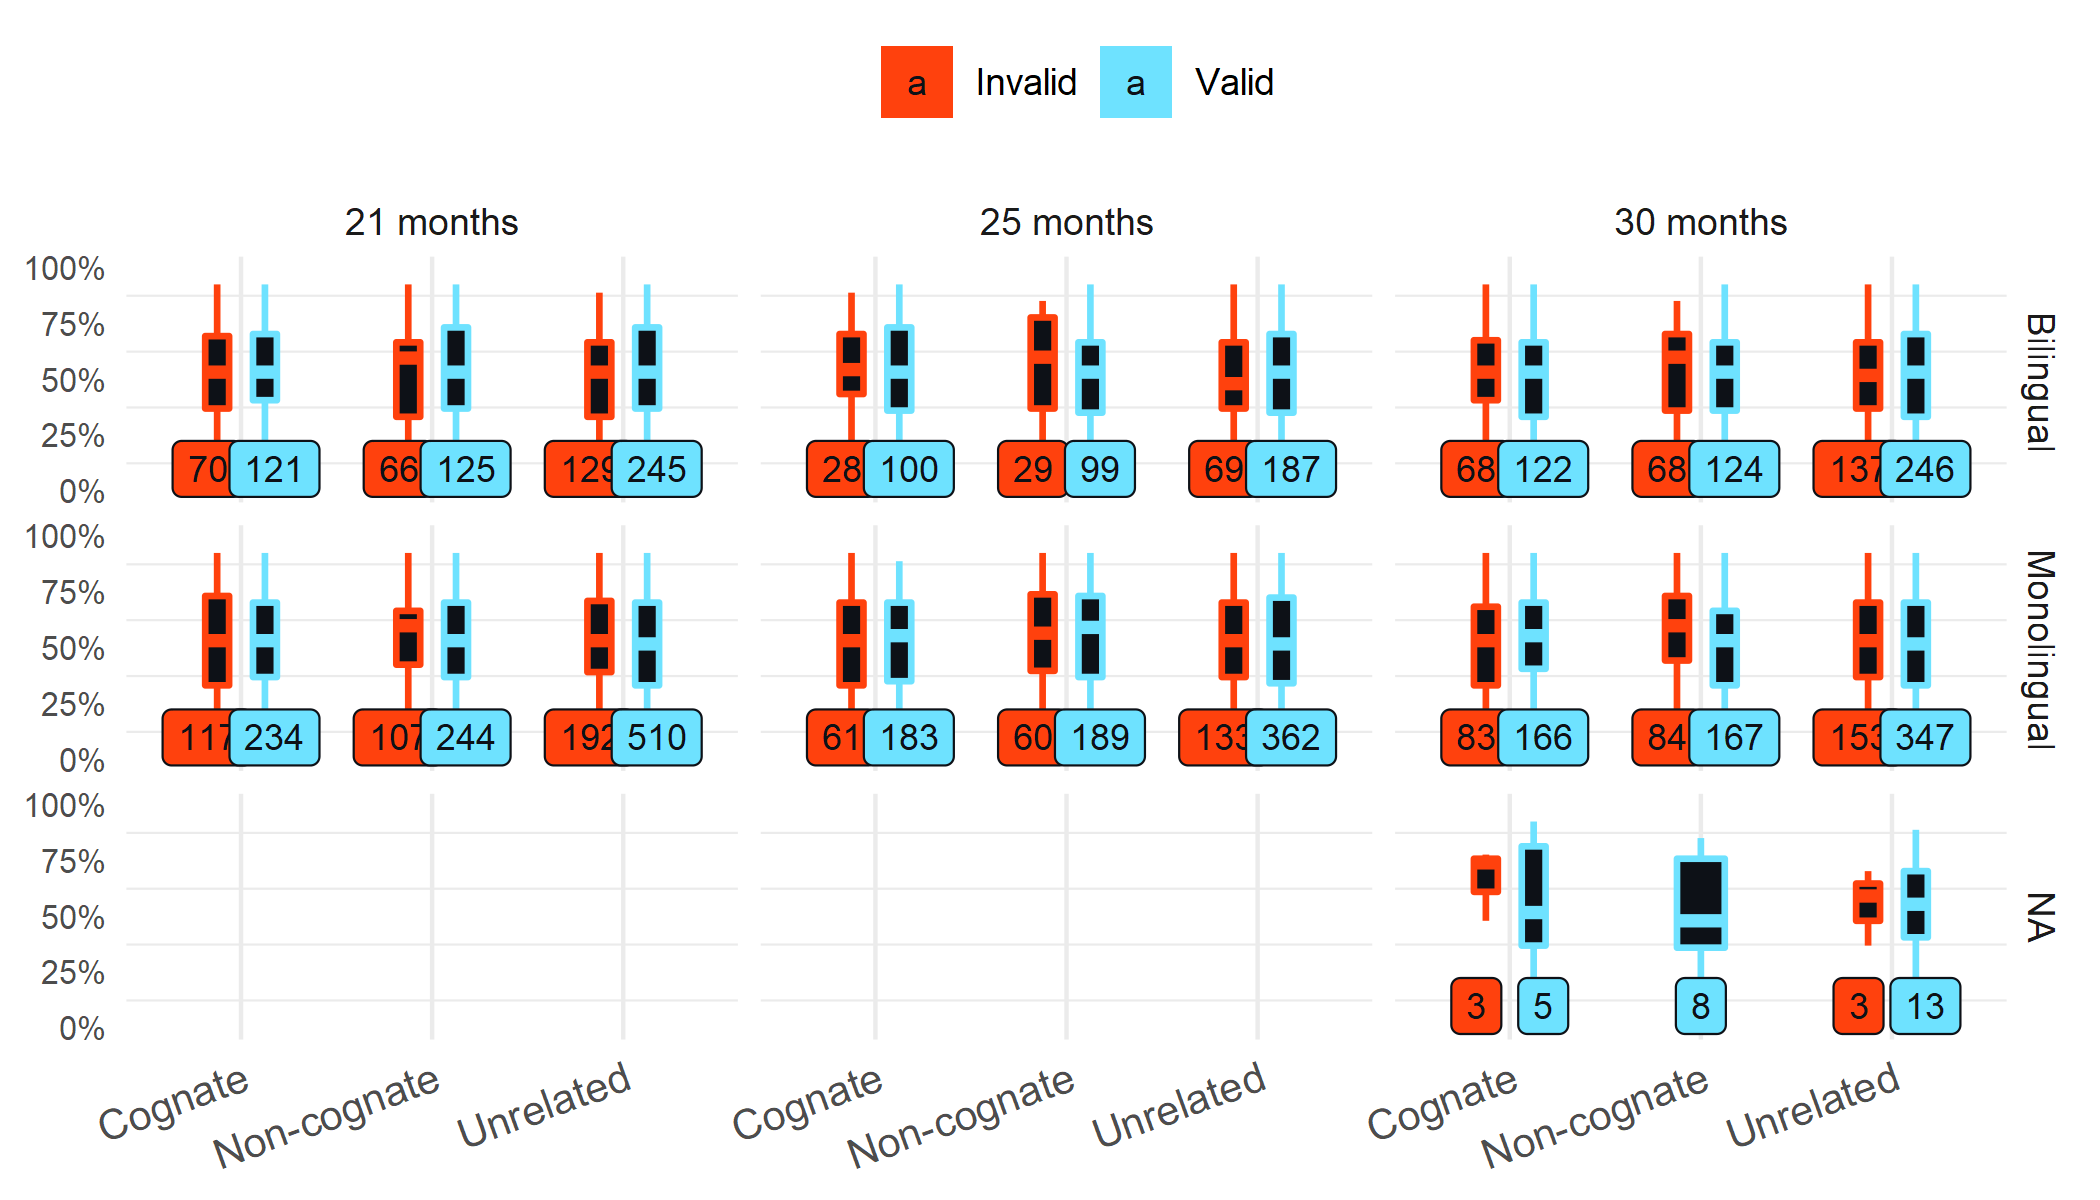 a Invalid a Valid
21 months 25 months 30 months
100%
75%
50%
25%
0%
Bilingual
70 121 66 125 129 245 28 100 29 99 69 187 68 122 68 124 137 246
100%
75%
50%
25%
0%
Monolingual
117 234 107 244 192 510 61 183 60 189 133 362 83 166 84 167 153 347
100%
75%
50%
25%
0%
NA
3 5 8 3 13
Cognate Non-cognate Unrelated Cognate Non-cognate Unrelated Cognate Non-cognate Unrelated